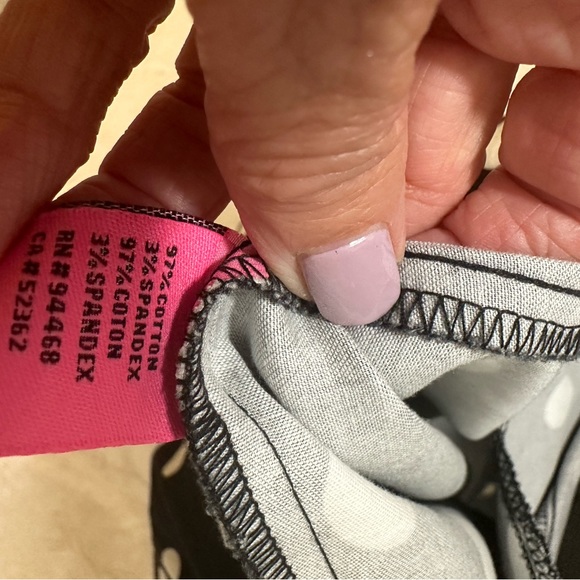 97% COTTON
3% SPANDEX
97% COTON
3% SPANDEX
RN# 94468
CA# 52362